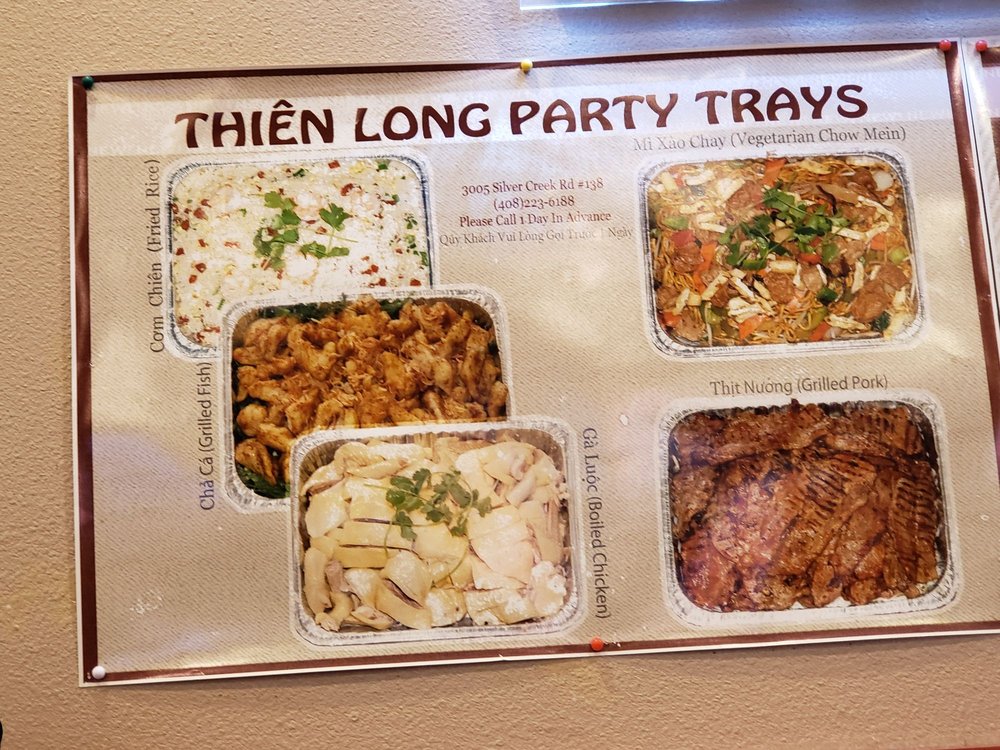 THIÊN LONG PARTY TRAYS
3005 Silver Creek Rd #138
(408)223-6188
Please Call 1 Day In Advance
Qúy Khách Vui Lòng Gọi Trước 1 Ngày
Cơm Chiên (Fried Rice)
Mì Xào Chay (Vegetarian Chow Mein)
Chả Cá (Grilled Fish)
Gà Luộc (Boiled Chicken)
Thịt Nướng (Grilled Pork)